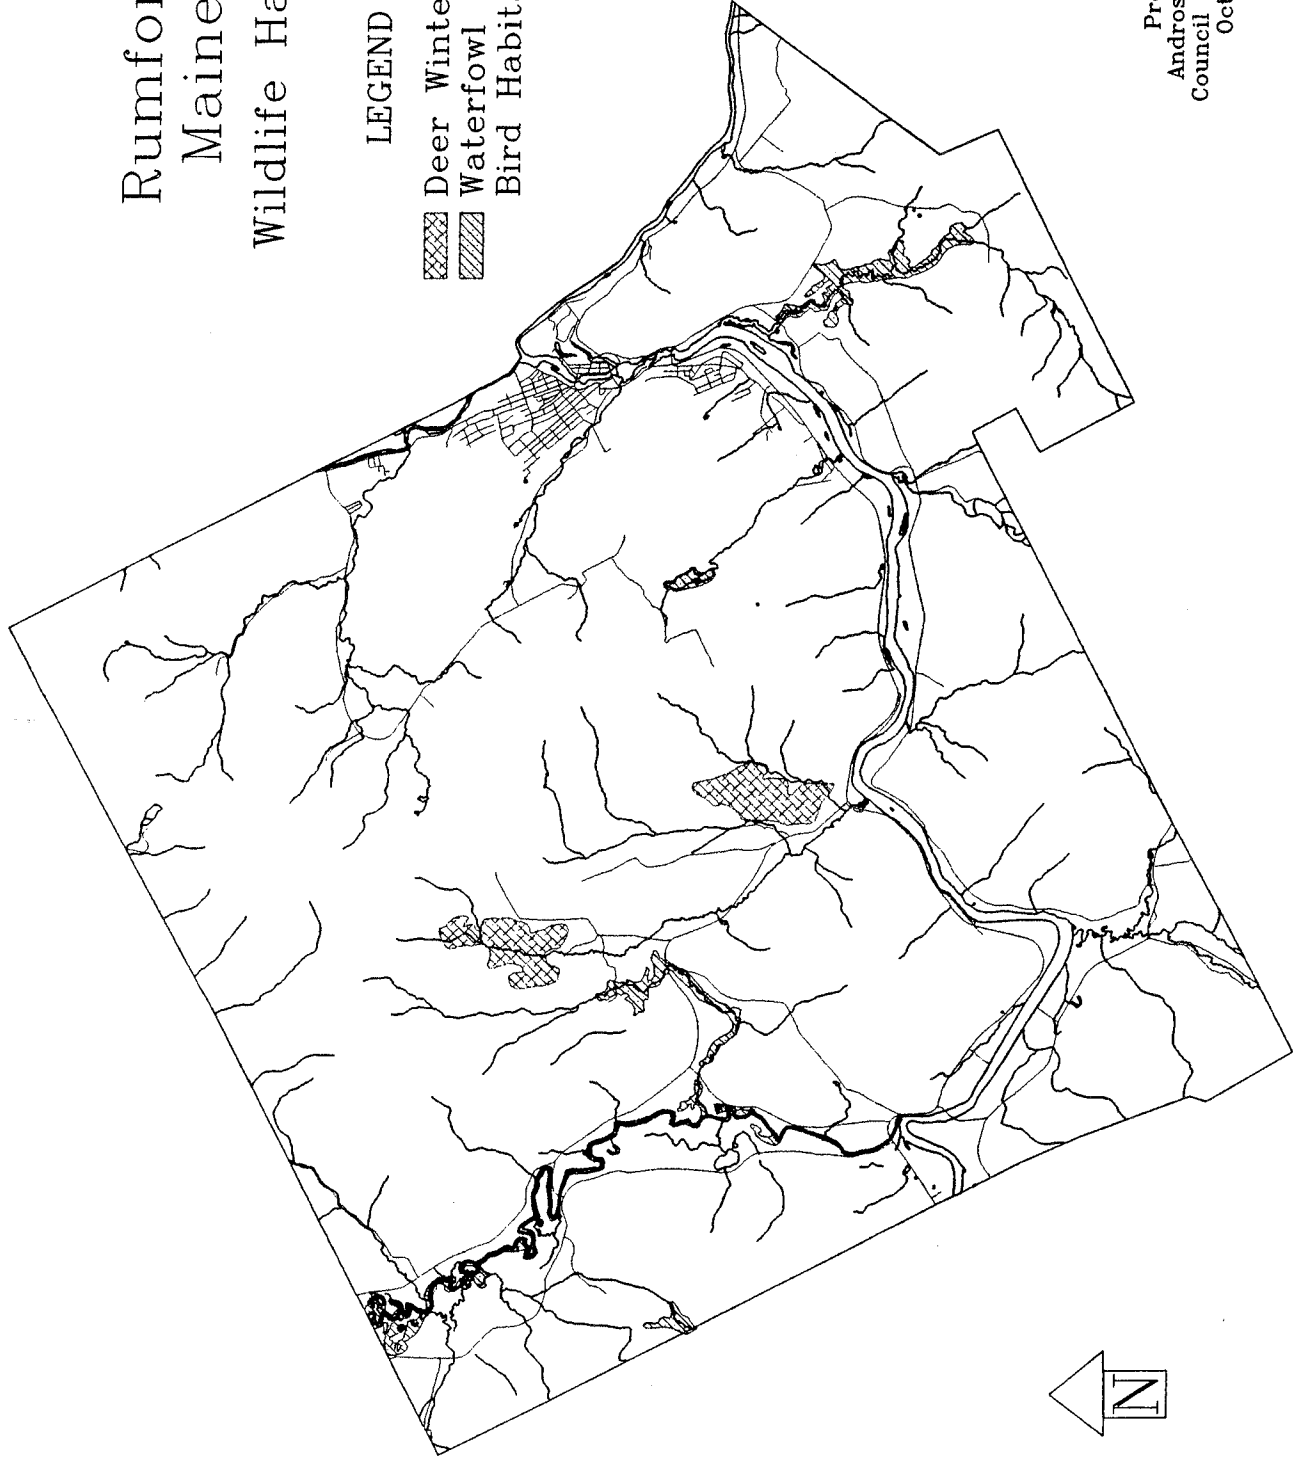 Rumfor
Maine
Wildlife Ha
LEGEND
Deer Winte
Waterfowl
Bird Habit
Pr
Andros
Council
Oct
N